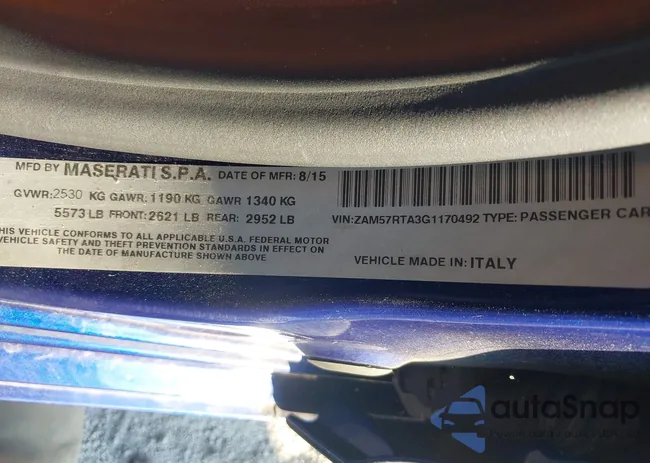 MFD BY MASERATI S.P.A. DATE OF MFR: 8/15
GVWR:2530 KG GAWR:1190 KG GAWR 1340 KG
5573 LB FRONT:2621 LB REAR: 2952 LB
THIS VEHICLE CONFORMS TO ALL APPLICABLE U.S.A. FEDERAL MOTOR
VEHICLE SAFETY AND THEFT PREVENTION STANDARDS IN EFFECT ON
THE DATE OF MANUFACTURE SHOWN ABOVE
VIN:ZAM57RTA3G1170492 TYPE: PASSENGER CAR
VEHICLE MADE IN: ITALY
autoSnap